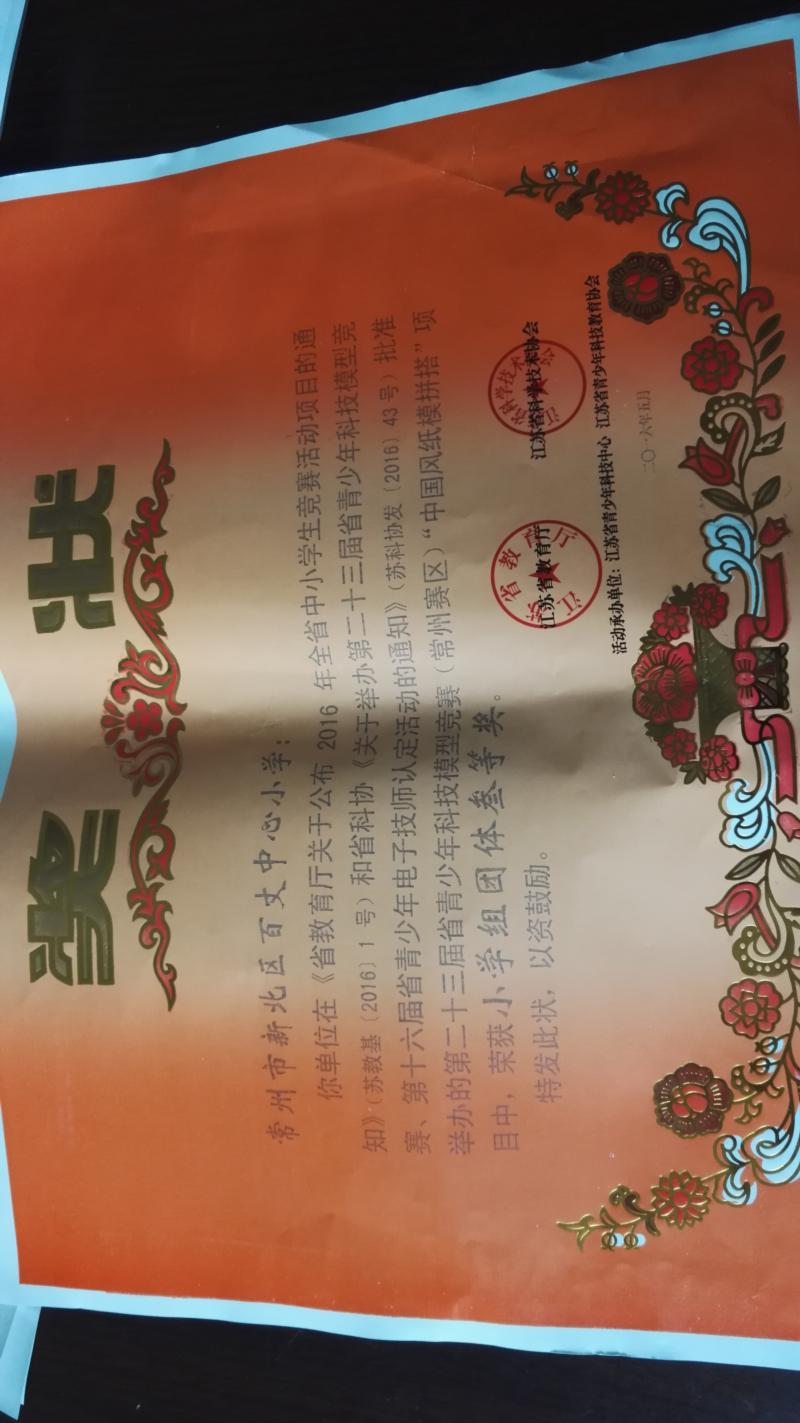 奖状
常州市新北区百丈中心小学：
你单位在《省教育厅关于公布 2016 年全省中小学生竞赛活动项目的通
知》（苏教基〔2016〕1 号）和省科协《关于举办第二十三届省青少年科技模型竞
赛、第十六届省青少年电子技师认定活动的通知》（苏科协发〔2016〕43 号）批准
举办的第二十三届省青少年科技模型竞赛（常州赛区）“中国风纸模拼搭”项
目中，荣获小学组团体叁等奖。
特发此状，以资鼓励。
江苏省教育厅 江苏省科学技术协会
活动承办单位：江苏省青少年科技中心 江苏省青少年科技教育协会
二〇一六年五月